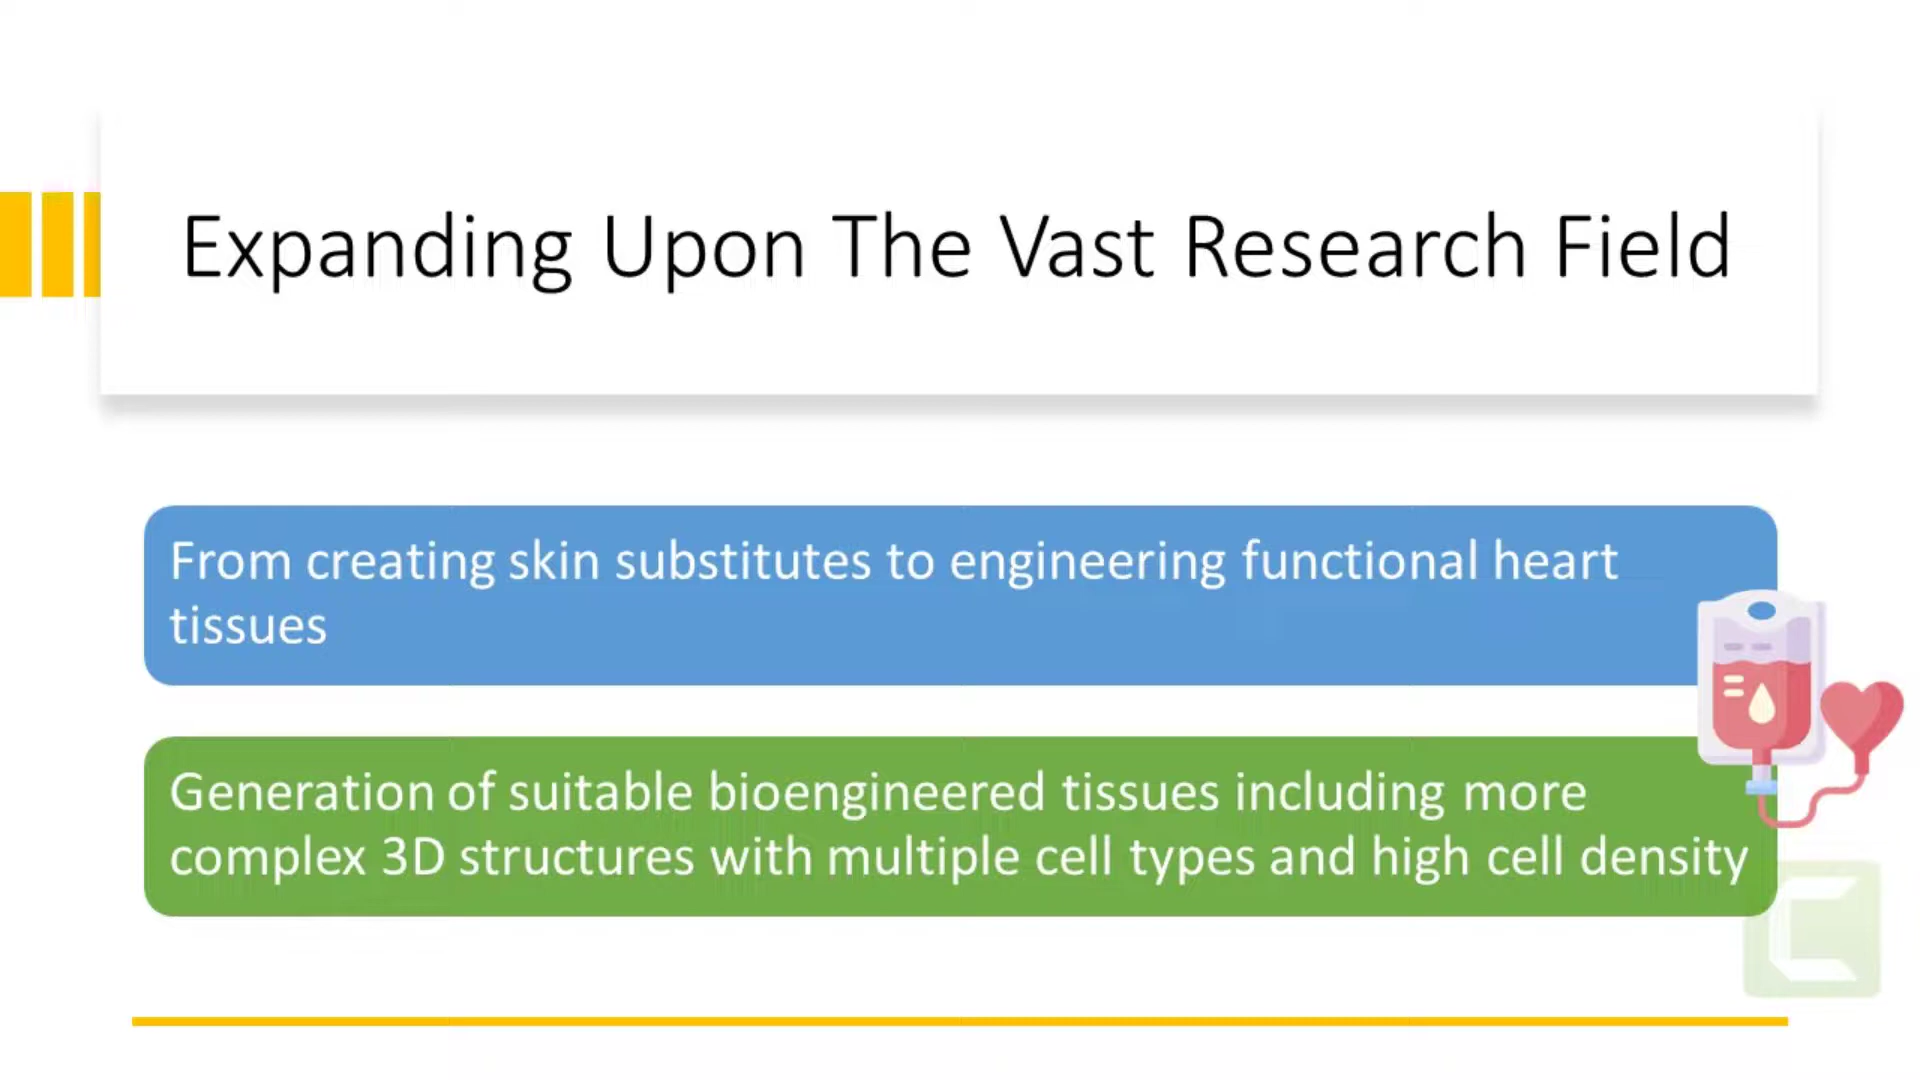 Expanding Upon The Vast Research Field
From creating skin substitutes to engineering functional heart
tissues
Generation of suitable bioengineered tissues including more
complex 3D structures with multiple cell types and high cell density